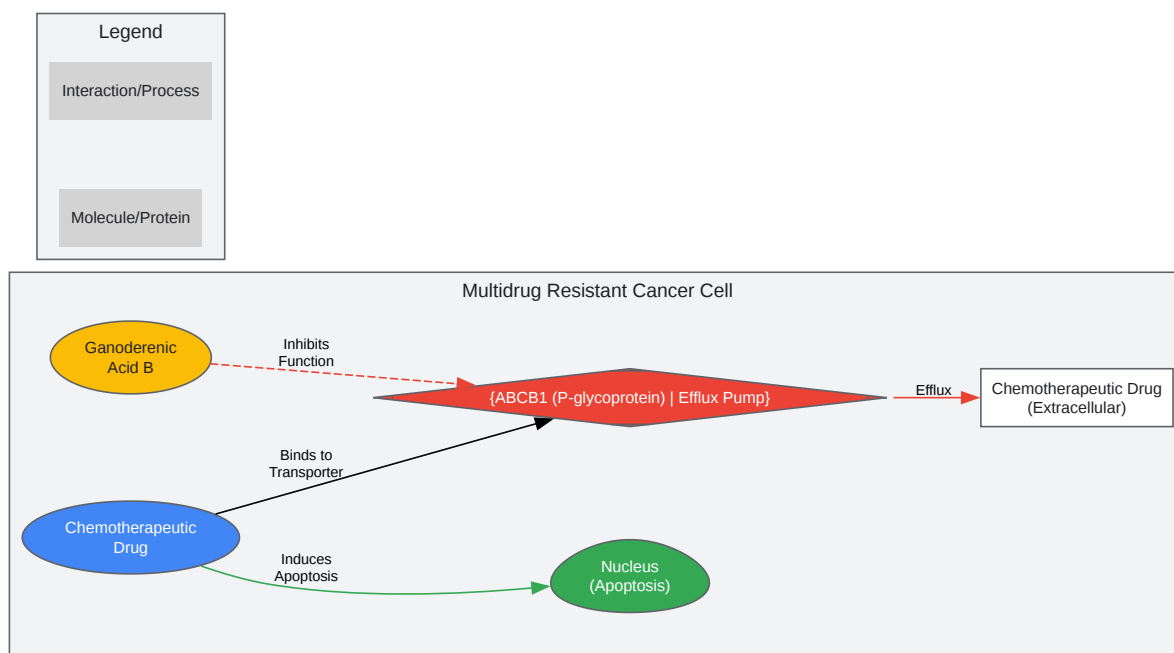 Legend
Interaction/Process
Molecule/Protein
Multidrug Resistant Cancer Cell
Ganoderenic
Acid B
Inhibits
Function
{ABCB1 (P-glycoprotein) | Efflux Pump}
Efflux
Chemotherapeutic Drug
(Extracellular)
Binds to
Transporter
Chemotherapeutic
Drug
Induces
Apoptosis
Nucleus
(Apoptosis)